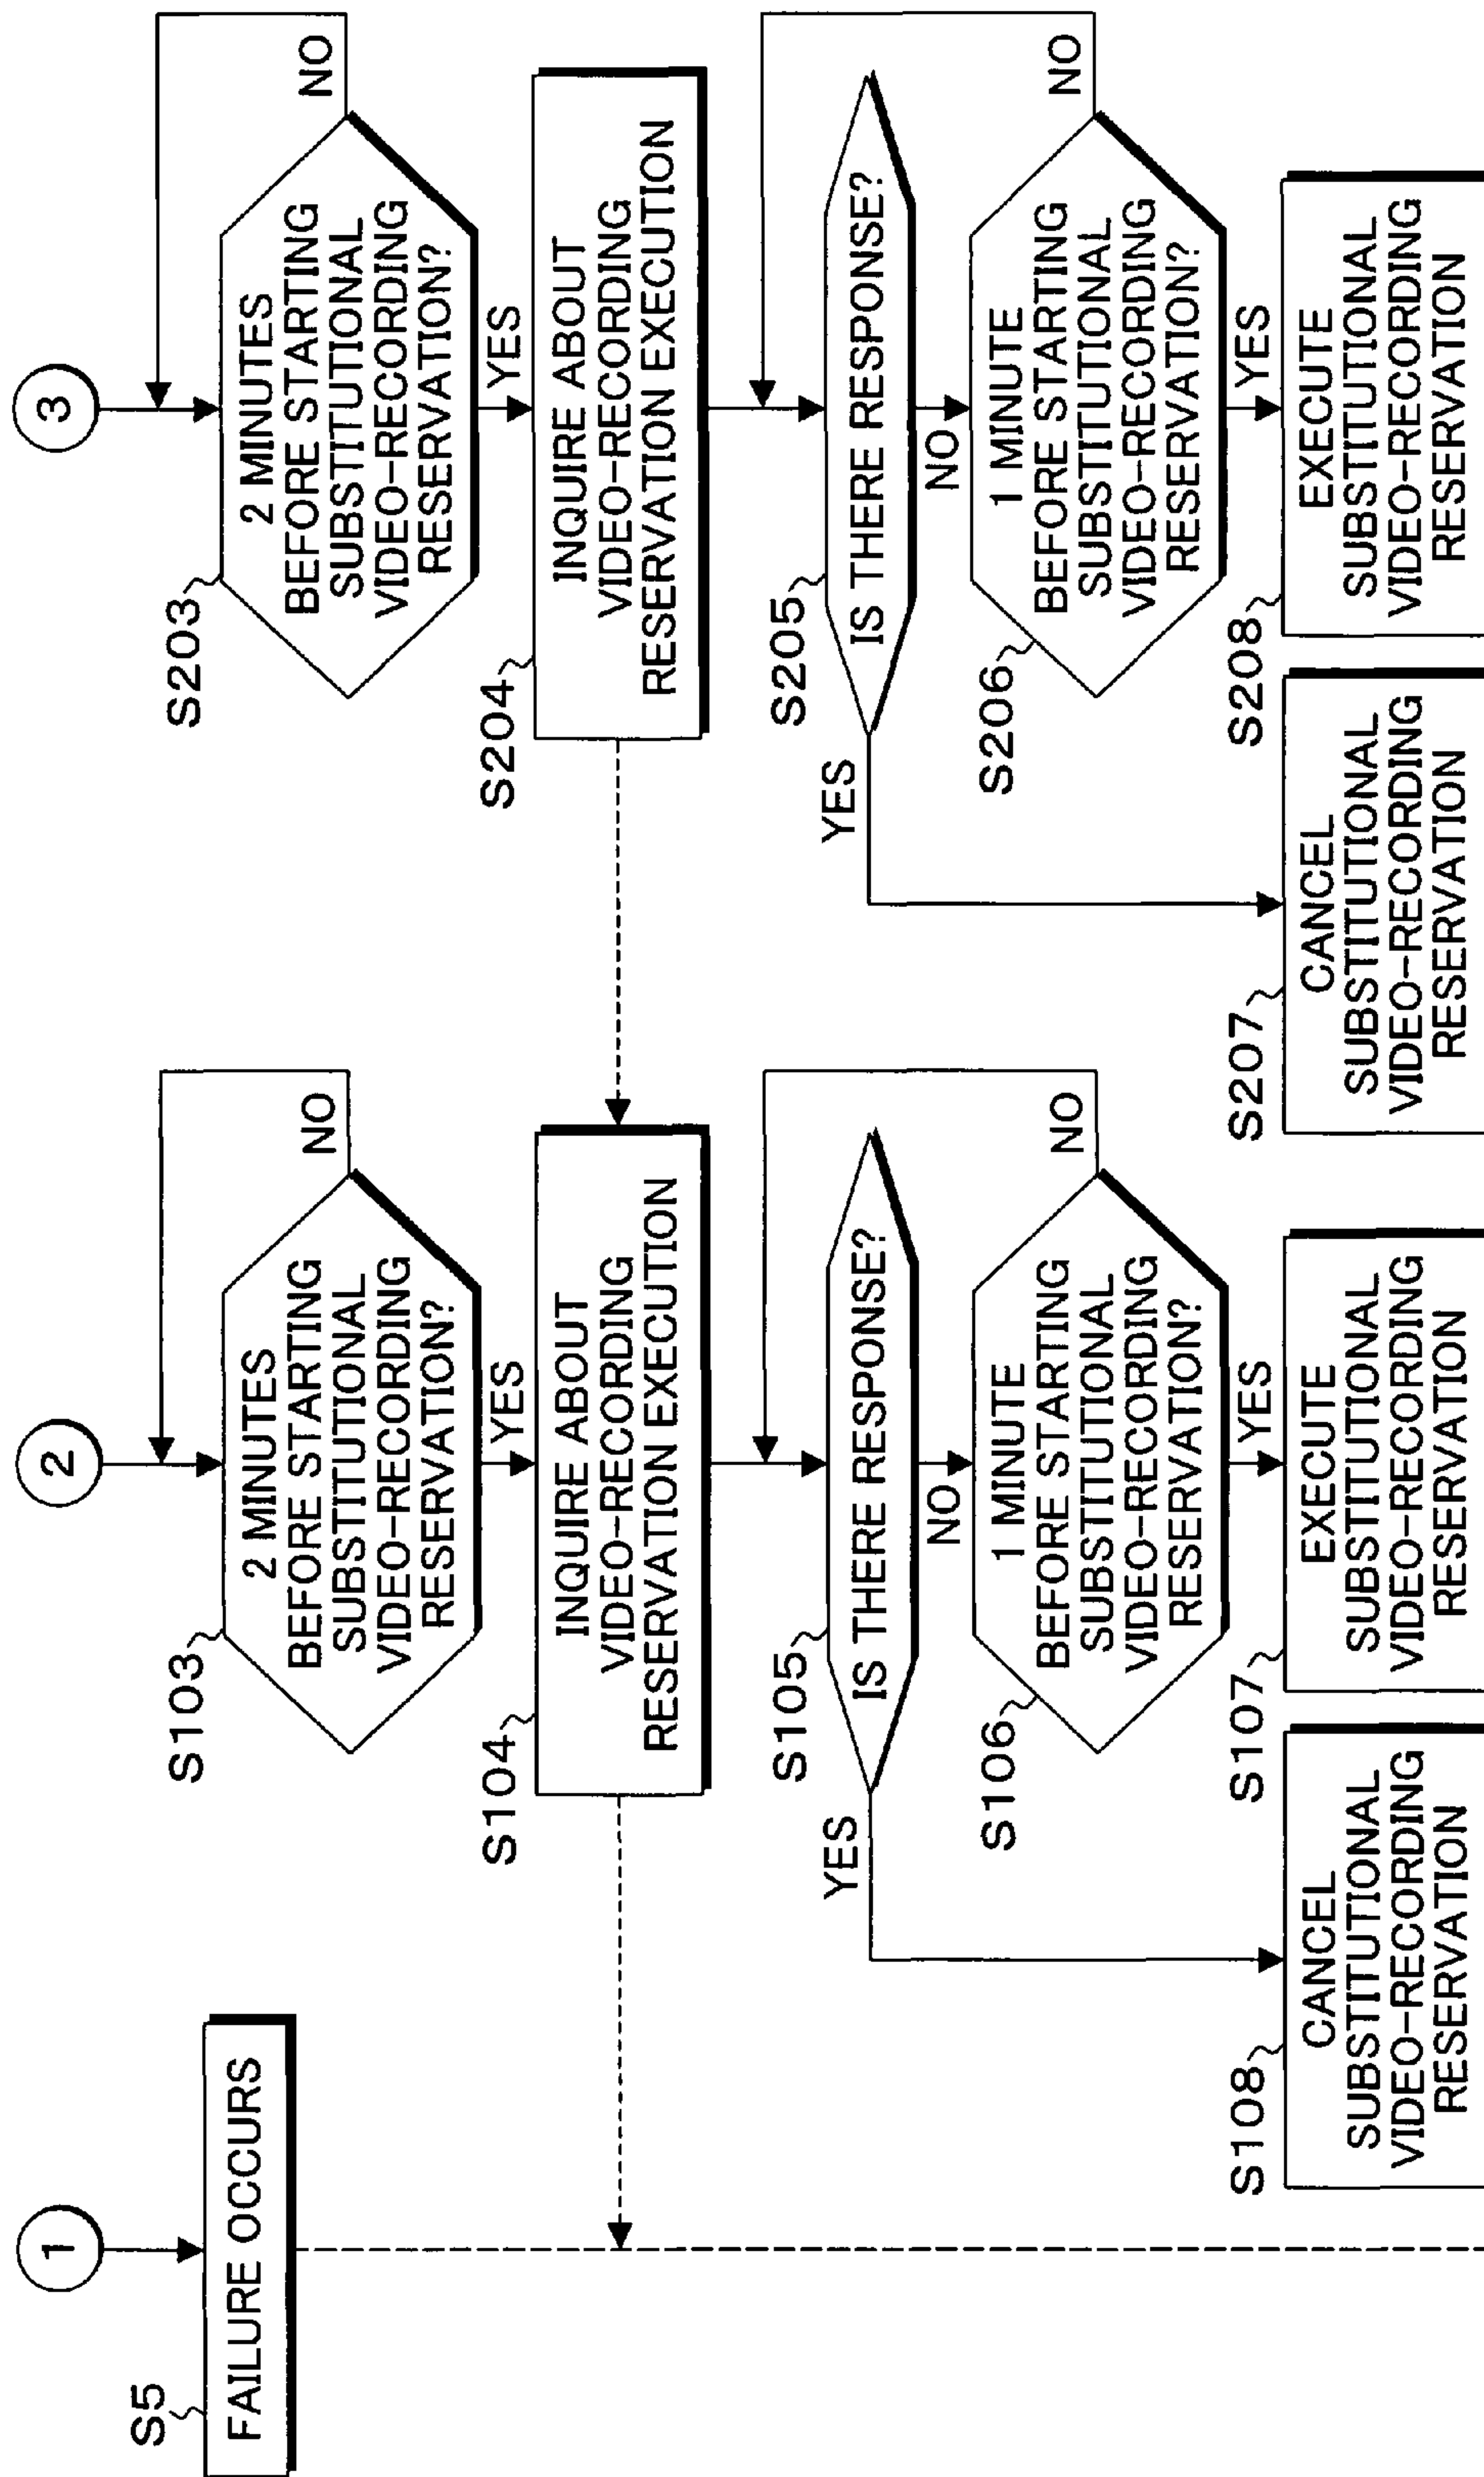 1
S5
FAILURE OCCURS
2
S103
2 MINUTES
BEFORE STARTING
SUBSTITUTIONAL
VIDEO-RECORDING
RESERVATION?
NO
YES
S104
INQUIRE ABOUT
VIDEO-RECORDING
RESERVATION EXECUTION
S105
IS THERE RESPONSE?
YES
NO
S106
1 MINUTE
BEFORE STARTING
SUBSTITUTIONAL
VIDEO-RECORDING
RESERVATION?
NO
YES
S108
CANCEL
SUBSTITUTIONAL
VIDEO-RECORDING
RESERVATION
S107
EXECUTE
SUBSTITUTIONAL
VIDEO-RECORDING
RESERVATION
3
S203
2 MINUTES
BEFORE STARTING
SUBSTITUTIONAL
VIDEO-RECORDING
RESERVATION?
NO
YES
S204
INQUIRE ABOUT
VIDEO-RECORDING
RESERVATION EXECUTION
S205
IS THERE RESPONSE?
YES
NO
S206
1 MINUTE
BEFORE STARTING
SUBSTITUTIONAL
VIDEO-RECORDING
RESERVATION?
NO
YES
S207
CANCEL
SUBSTITUTIONAL
VIDEO-RECORDING
RESERVATION
S208
EXECUTE
SUBSTITUTIONAL
VIDEO-RECORDING
RESERVATION